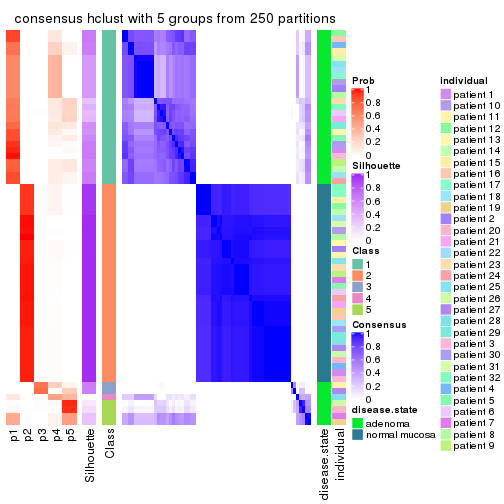 consensus hclust with 5 groups from 250 partitions
p1
p2
p3
p4
p5
Silhouette
Class
disease.state
individual
Prob
1
0.8
0.6
0.4
0.2
0
Silhouette
1
0.8
0.6
0.4
0.2
0
Class
1
2
3
4
5
Consensus
1
0.8
0.6
0.4
0.2
0
disease.state
adenoma
normal mucosa
individual
patient 1
patient 10
patient 11
patient 12
patient 13
patient 14
patient 15
patient 16
patient 17
patient 18
patient 19
patient 2
patient 20
patient 21
patient 22
patient 23
patient 24
patient 25
patient 26
patient 27
patient 28
patient 29
patient 3
patient 30
patient 31
patient 32
patient 4
patient 5
patient 6
patient 7
patient 8
patient 9